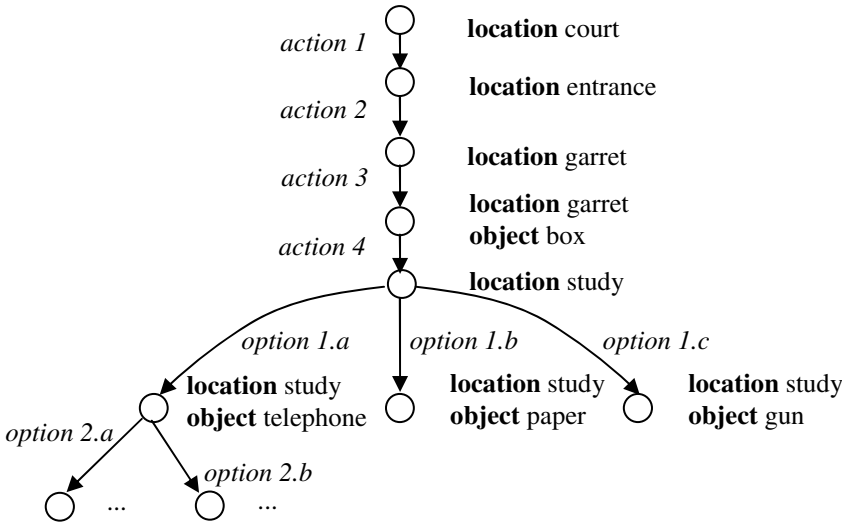 location court
action 1
location entrance
action 2
location garret
action 3
location garret
object box
action 4
location study
option 1.a
option 1.b
option 1.c
location study
object telephone
location study
object paper
location study
object gun
option 2.a
option 2.b
...
...